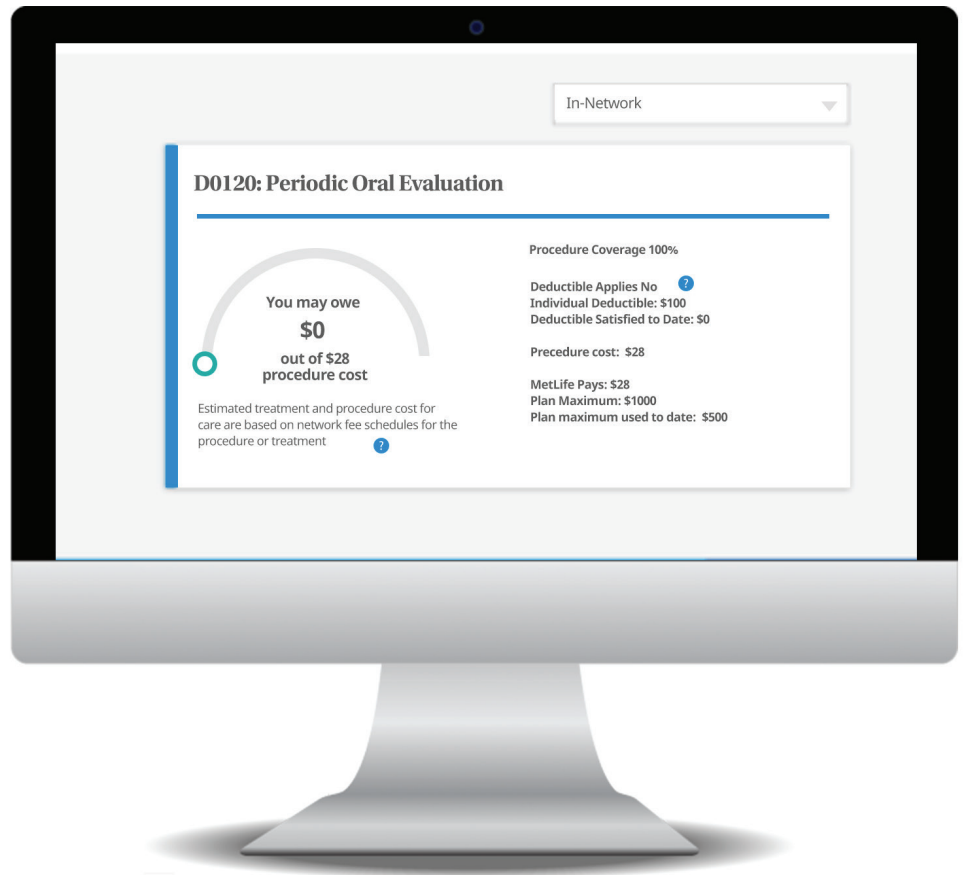 In-Network
D0120: Periodic Oral Evaluation
You may owe
$0
out of $28
procedure cost
Estimated treatment and procedure cost for
care are based on network fee schedules for the
procedure or treatment ?
Procedure Coverage 100%
Deductible Applies No ?
Individual Deductible: $100
Deductible Satisfied to Date: $0
Precedure cost: $28
MetLife Pays: $28
Plan Maximum: $1000
Plan maximum used to date: $500